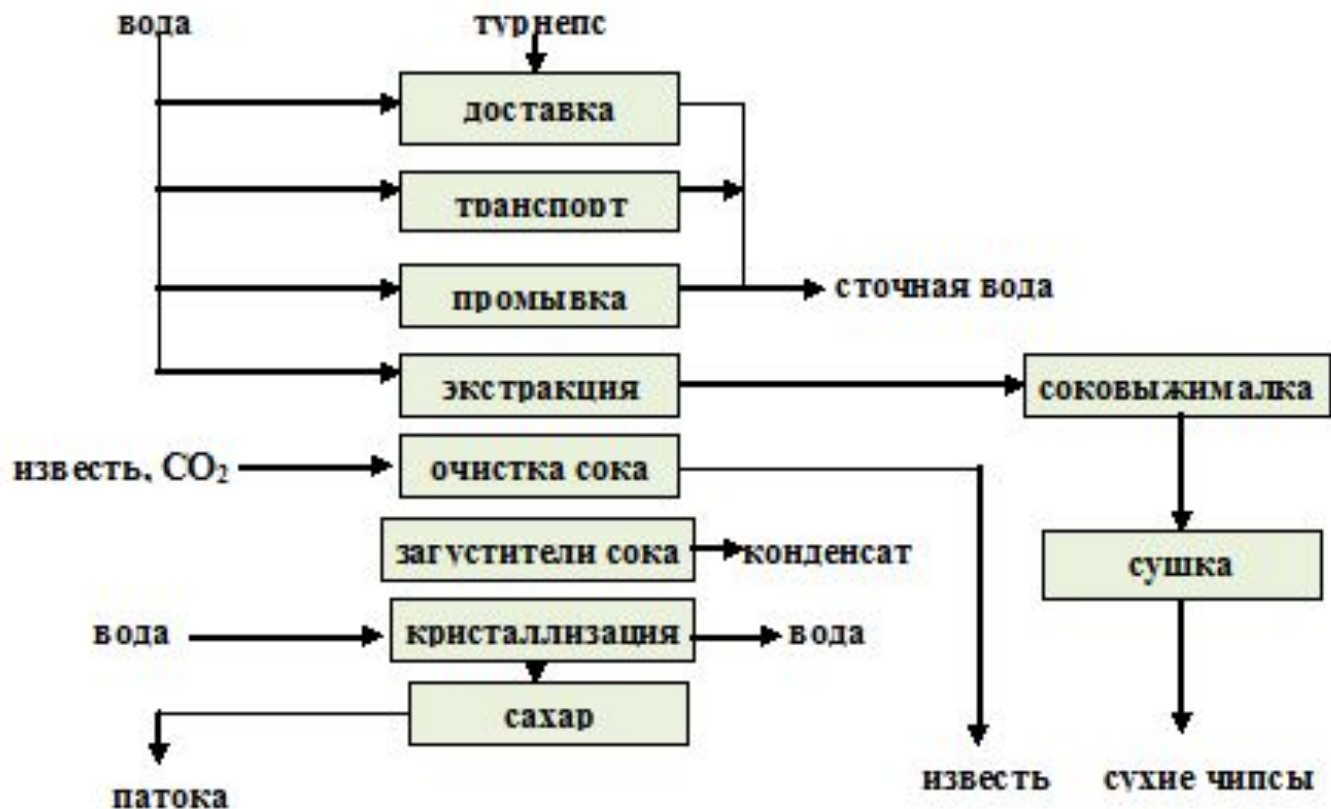 вода турнепс
доставка
транспорт
промывка
сточная вода
экстракция
соковыжималка
известь, CO₂
очистка сока
загустители сока
конденсат
сушка
вода
кристаллизация
вода
сахар
патока
известь
сухие чипсы